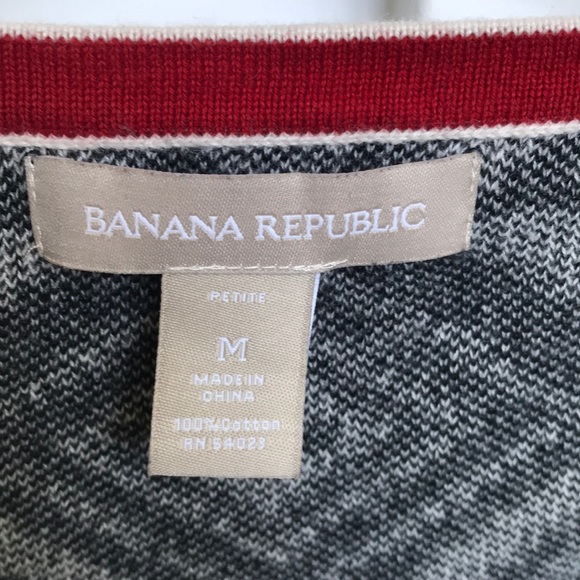 BANANA REPUBLIC
PETITE
M
MADE IN
CHINA
100%Cotton
RN 54023